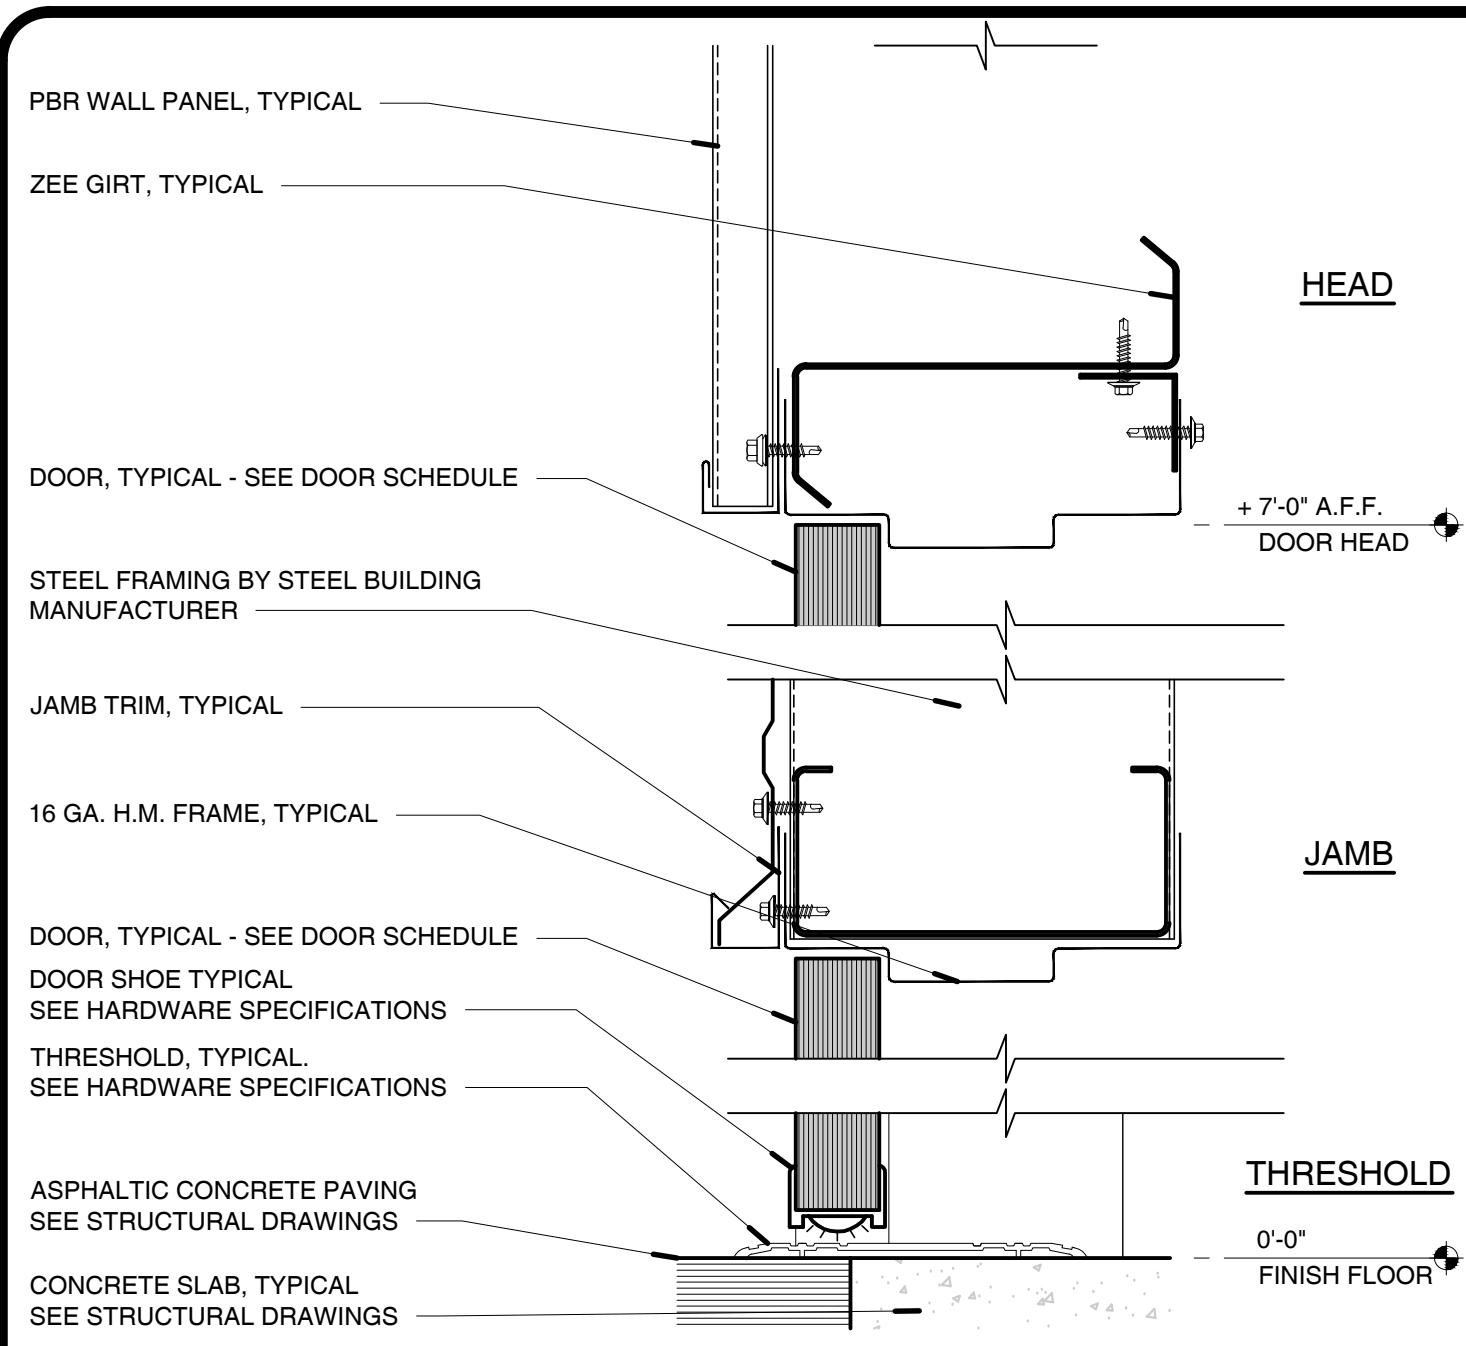 PBR WALL PANEL, TYPICAL
ZEE GIRT, TYPICAL
HEAD
DOOR, TYPICAL - SEE DOOR SCHEDULE
+ 7'-0" A.F.F.
DOOR HEAD
STEEL FRAMING BY STEEL BUILDING
MANUFACTURER
JAMB TRIM, TYPICAL
16 GA. H.M. FRAME, TYPICAL
JAMB
DOOR, TYPICAL - SEE DOOR SCHEDULE
DOOR SHOE TYPICAL
SEE HARDWARE SPECIFICATIONS
THRESHOLD, TYPICAL.
SEE HARDWARE SPECIFICATIONS
THRESHOLD
ASPHALTIC CONCRETE PAVING
SEE STRUCTURAL DRAWINGS
0'-0"
FINISH FLOOR
CONCRETE SLAB, TYPICAL
SEE STRUCTURAL DRAWINGS